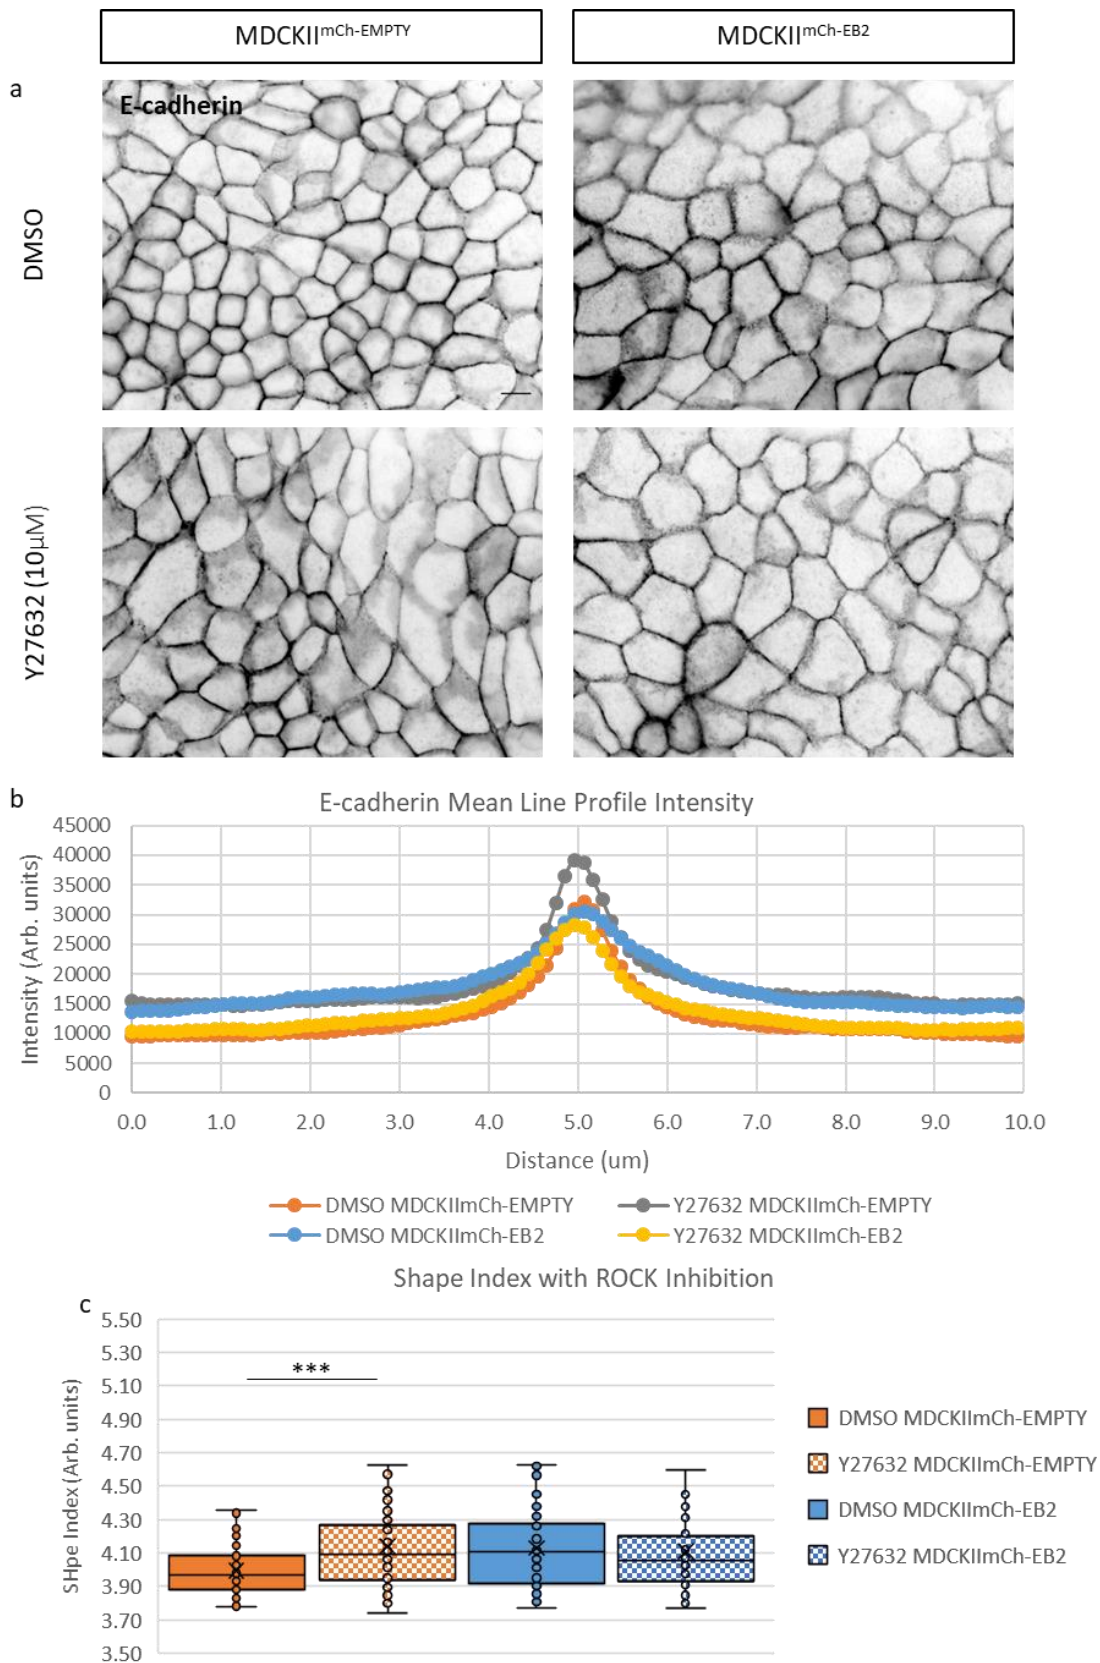 MDCKIImCh-EMPTY
MDCKIImCh-EB2
a
E-cadherin
DMSO
Y27632 (10μM)
b
E-cadherin Mean Line Profile Intensity
Intensity (Arb. units)
45000
40000
35000
30000
25000
20000
15000
10000
5000
0
0.0 1.0 2.0 3.0 4.0 5.0 6.0 7.0 8.0 9.0 10.0
Distance (um)
DMSO MDCKIImCh-EMPTY
Y27632 MDCKIImCh-EMPTY
DMSO MDCKIImCh-EB2
Y27632 MDCKIImCh-EB2
Shape Index with ROCK Inhibition
c
SHpe Index (Arb. units)
5.50
5.30
5.10
4.90
4.70
4.50
4.30
4.10
3.90
3.70
3.50
***
DMSO MDCKIImCh-EMPTY
Y27632 MDCKIImCh-EMPTY
DMSO MDCKIImCh-EB2
Y27632 MDCKIImCh-EB2